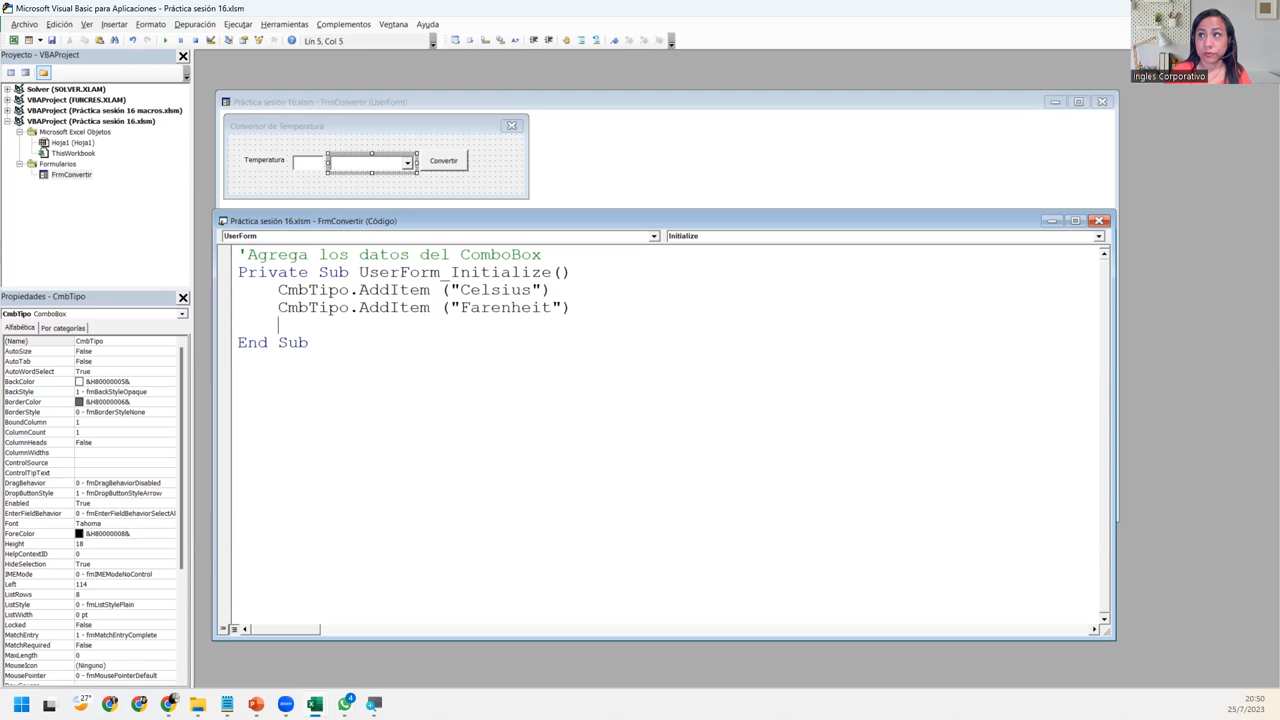 Microsoft Visual Basic para Aplicaciones - Práctica sesión 16.xlsm
Archivo Edición Ver Insertar Formato Depuración Ejecutar Herramientas Complementos Ventana Ayuda
Lín 5, Col 5
Ingles Corporativo
Proyecto - VBAProject
Solver (SOLVER.XLAM)
VBAProject (FUNCRES.XLAM)
VBAProject (Práctica sesión 16 macros.xlsm)
VBAProject (Práctica sesión 16.xlsm)
Microsoft Excel Objetos
Hoja1 (Hoja1)
ThisWorkbook
Formularios
FrmConvertir
Práctica sesión 16.xlsm - FrmConvertir (UserForm)
Conversor de Temperatura
Temperatura
Convertir
Práctica sesión 16.xlsm - FrmConvertir (Código)
UserForm
Initialize
'Agrega los datos del ComboBox
Private Sub UserForm_Initialize()
CmbTipo.AddItem ("Celsius")
CmbTipo.AddItem ("Farenheit")
End Sub
Propiedades - CmbTipo
CmbTipo ComboBox
Alfabética Por categorías
(Name) CmbTipo
AutoSize False
AutoTab False
AutoWordSelect True
BackColor &H80000005&
BackStyle 1 - fmBackStyleOpaque
BorderColor &H80000006&
BorderStyle 0 - fmBorderStyleNone
BoundColumn 1
ColumnCount 1
ColumnHeads False
ColumnWidths
ControlSource
ControlTipText
DragBehavior 0 - fmDragBehaviorDisabled
DropButtonStyle 1 - fmDropButtonStyleArrow
Enabled True
EnterFieldBehavior 0 - fmEnterFieldBehaviorSelectAl
Font Tahoma
ForeColor &H80000008&
Height 18
HelpContextID 0
HideSelection True
IMEMode 0 - fmIMEModeNoControl
Left 114
ListRows 8
ListStyle 0 - fmListStylePlain
ListWidth 0 pt
Locked False
MatchEntry 1 - fmMatchEntryComplete
MatchRequired False
MaxLength 0
MouseIcon (Ninguno)
MousePointer 0 - fmMousePointerDefault
27°
4
20:50
25/7/2023